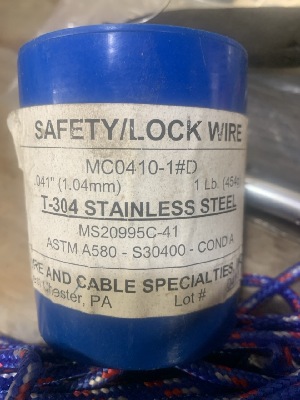 SAFETY/LOCK WIRE
MC0410-1#D
.041" (1.04mm) 1 Lb. (454g)
T-304 STAINLESS STEEL
MS20995C-41
ASTM A580 - S30400 - COND A
AND CABLE SPECIALTIES
Chester, PA Lot #